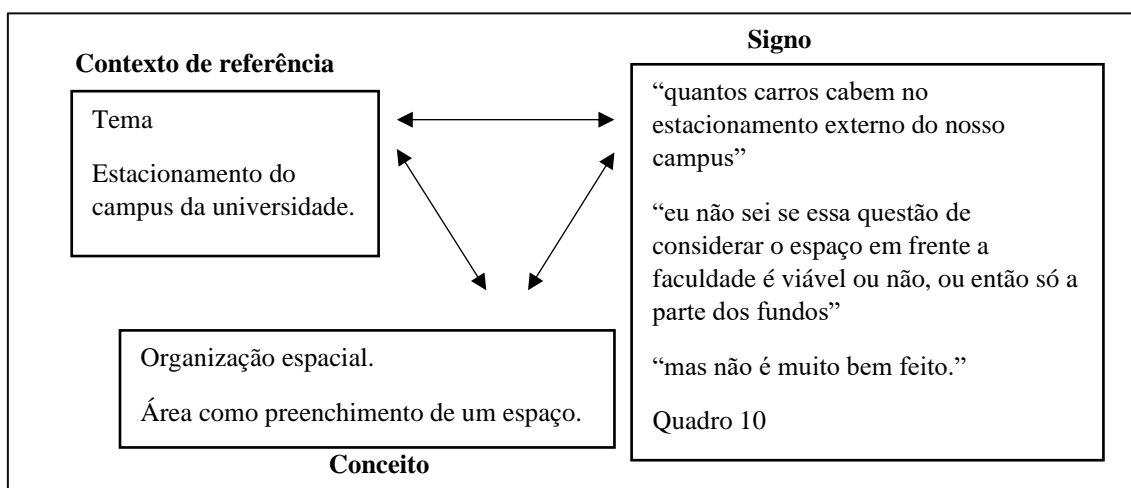 Contexto de referência
Tema
Estacionamento do
campus da universidade.
Signo
“quantos carros cabem no
estacionamento externo do nosso
campus”
“eu não sei se essa questão de
considerar o espaço em frente a
faculdade é viável ou não, ou então só a
parte dos fundos”
“mas não é muito bem feito.”
Quadro 10
Organização espacial.
Área como preenchimento de um espaço.
Conceito